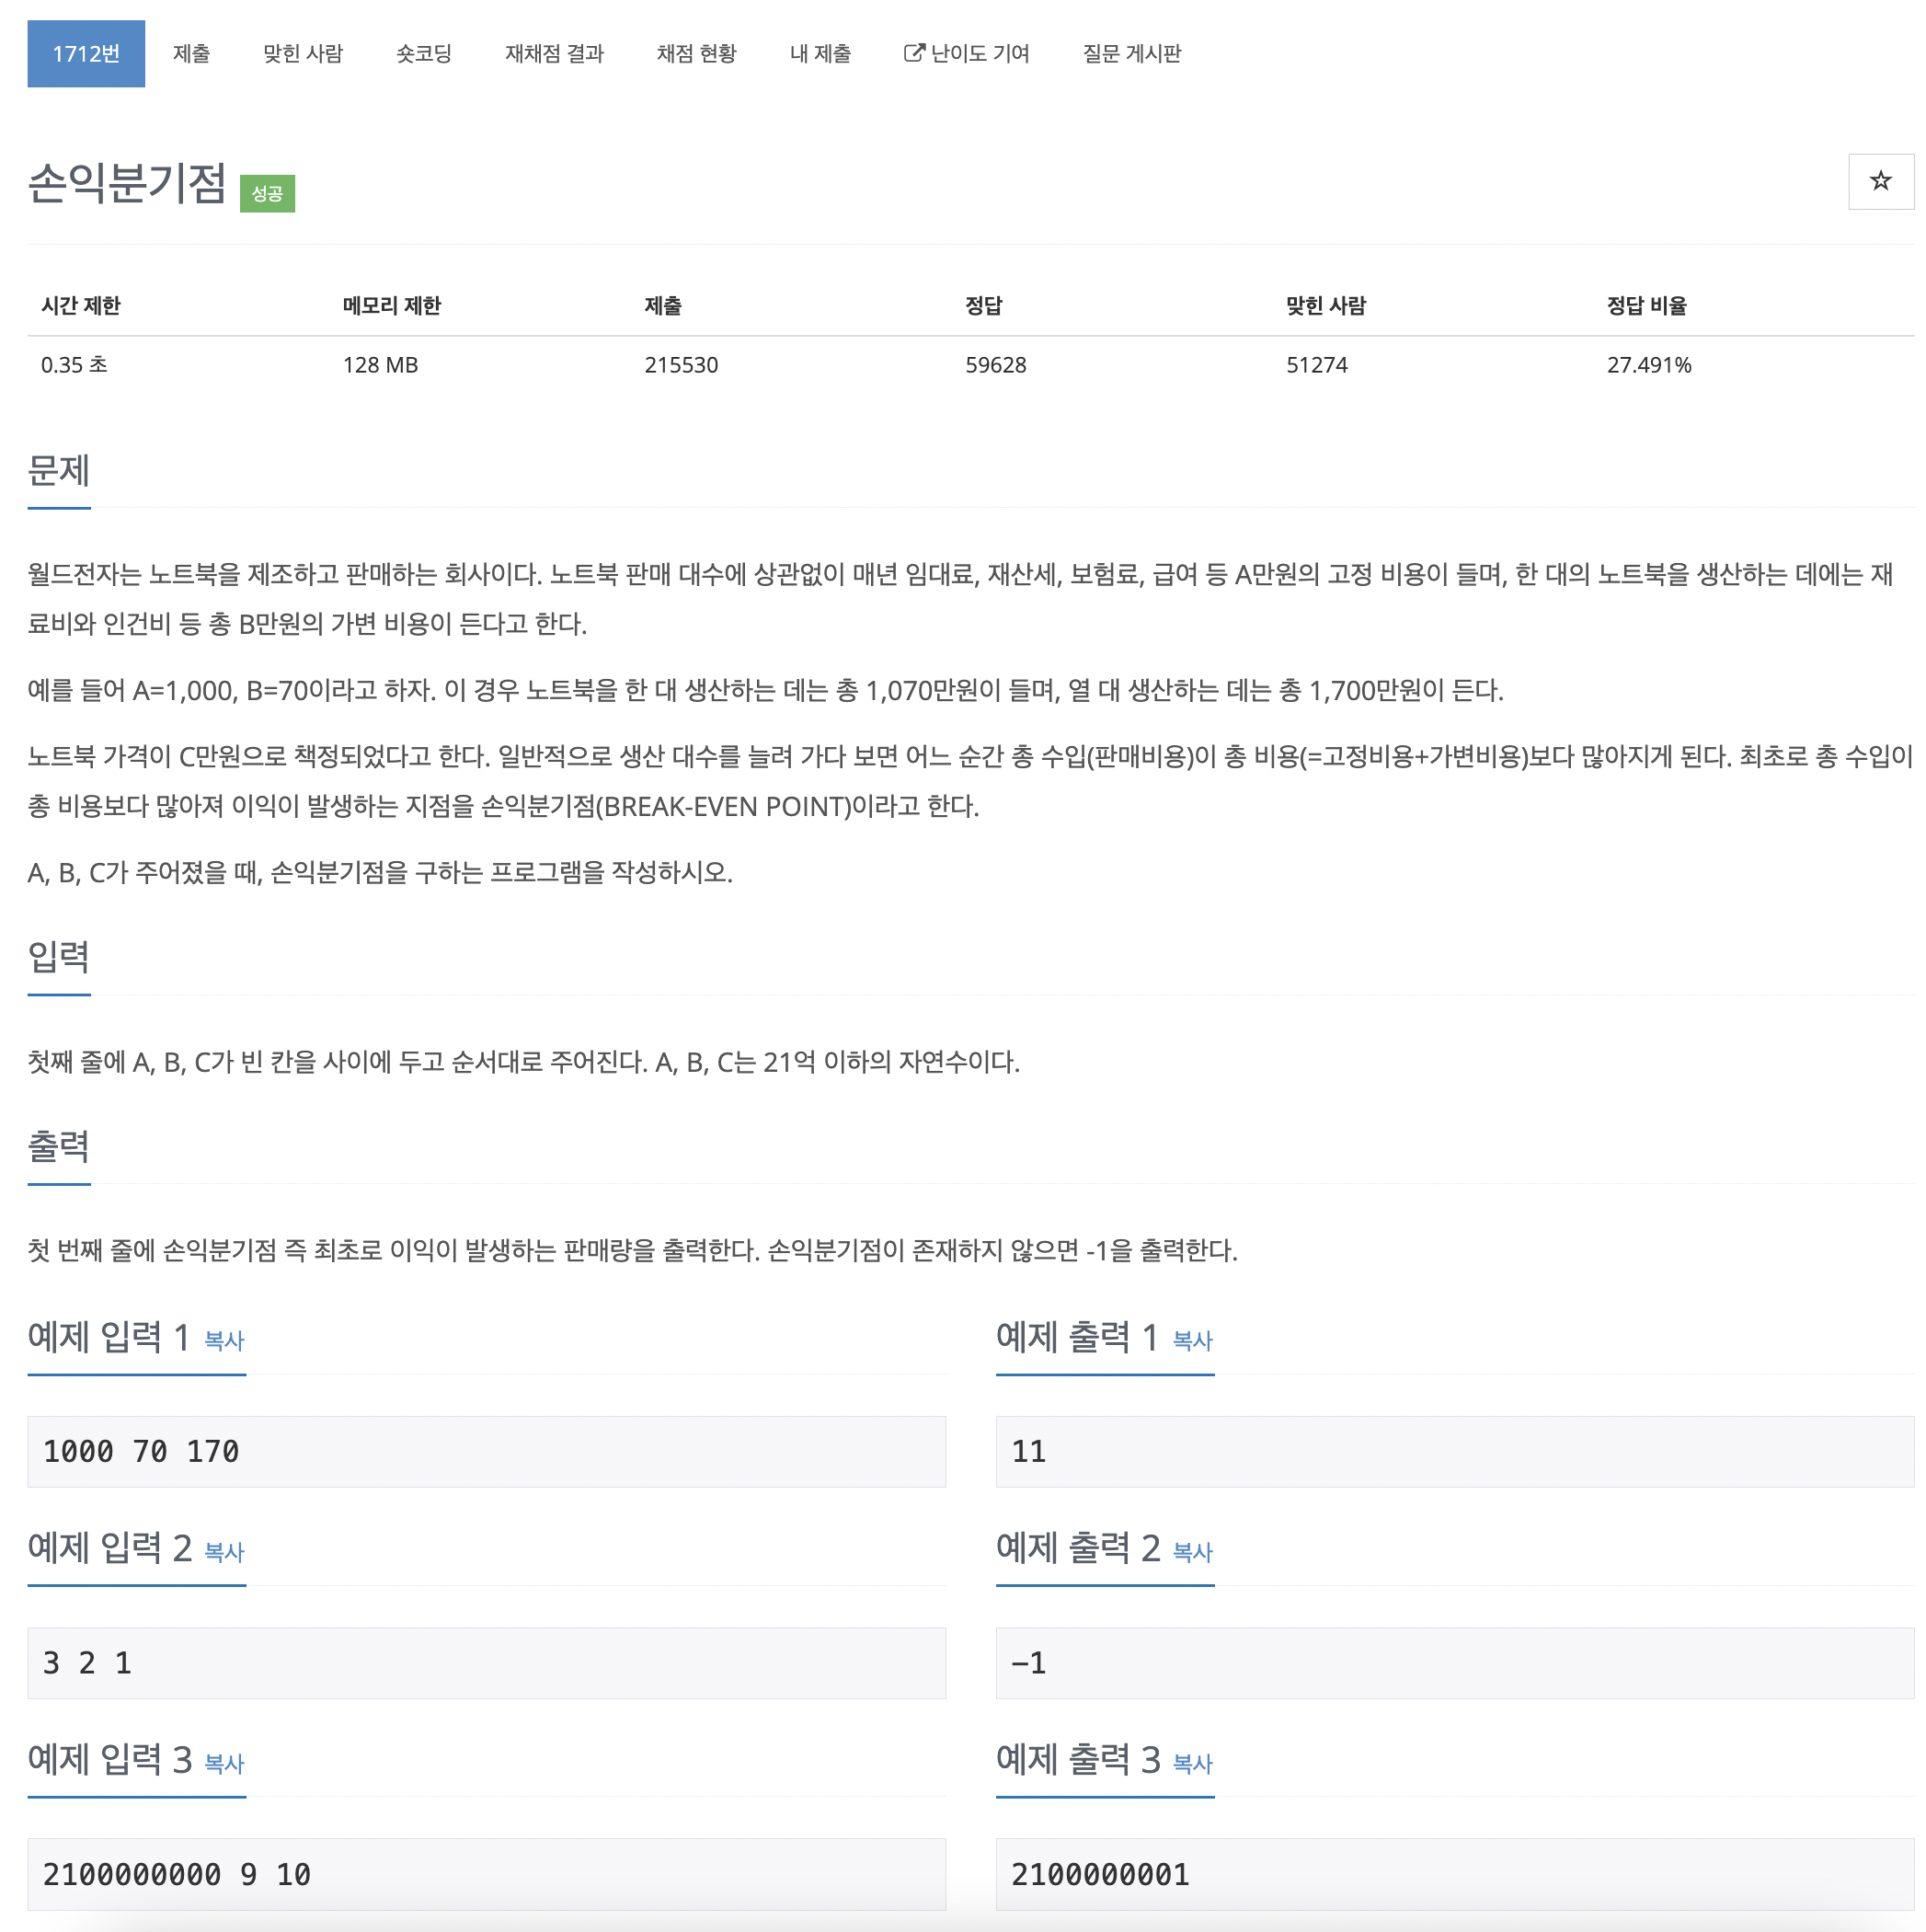 1712번 제출 맞힌 사람 숏코딩 재채점 결과 채점 현황 내 제출 난이도 기여 질문 게시판
손익분기점 성공
시간 제한 메모리 제한 제출 정답 맞힌 사람 정답 비율
0.35 초 128 MB 215530 59628 51274 27.491%
문제
월드전자는 노트북을 제조하고 판매하는 회사이다. 노트북 판매 대수에 상관없이 매년 임대료, 재산세, 보험료, 급여 등 A만원의 고정 비용이 들며, 한 대의 노트북을 생산하는 데에는 재
료비와 인건비 등 총 B만원의 가변 비용이 든다고 한다.
예를 들어 A=1,000, B=70이라고 하자. 이 경우 노트북을 한 대 생산하는 데는 총 1,070만원이 들며, 열 대 생산하는 데는 총 1,700만원이 든다.
노트북 가격이 C만원으로 책정되었다고 한다. 일반적으로 생산 대수를 늘려 가다 보면 어느 순간 총 수입(판매비용)이 총 비용(=고정비용+가변비용)보다 많아지게 된다. 최초로 총 수입이
총 비용보다 많아져 이익이 발생하는 지점을 손익분기점(BREAK-EVEN POINT)이라고 한다.
A, B, C가 주어졌을 때, 손익분기점을 구하는 프로그램을 작성하시오.
입력
첫째 줄에 A, B, C가 빈 칸을 사이에 두고 순서대로 주어진다. A, B, C는 21억 이하의 자연수이다.
출력
첫 번째 줄에 손익분기점 즉 최초로 이익이 발생하는 판매량을 출력한다. 손익분기점이 존재하지 않으면 -1을 출력한다.
예제 입력 1 복사
1000 70 170
예제 출력 1 복사
11
예제 입력 2 복사
3 2 1
예제 출력 2 복사
-1
예제 입력 3 복사
2100000000 9 10
예제 출력 3 복사
2100000001